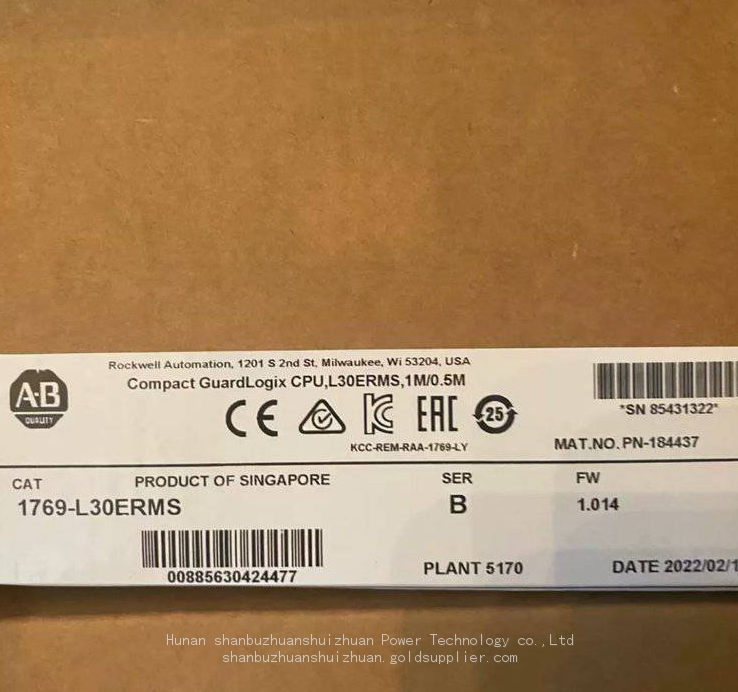 Rockwell Automation, 1201 S 2nd St, Milwaukee, Wi 53204, USA
Compact GuardLogix CPU,L30ERMS,1M/0.5M
A-B
QUALITY
CE
EAC
25
*SN 85431322*
KCC-REM-RAA-1769-LY
MAT.NO. PN-184437
CAT
PRODUCT OF SINGAPORE
SER
FW
1769-L30ERMS
B
1.014
00885630424477
PLANT 5170
DATE 2022/02/1
Hunan shanbuzhuanshuizhuan Power Technology co.,Ltd
shanbuzhuanshuizhuan.goldsupplier.com